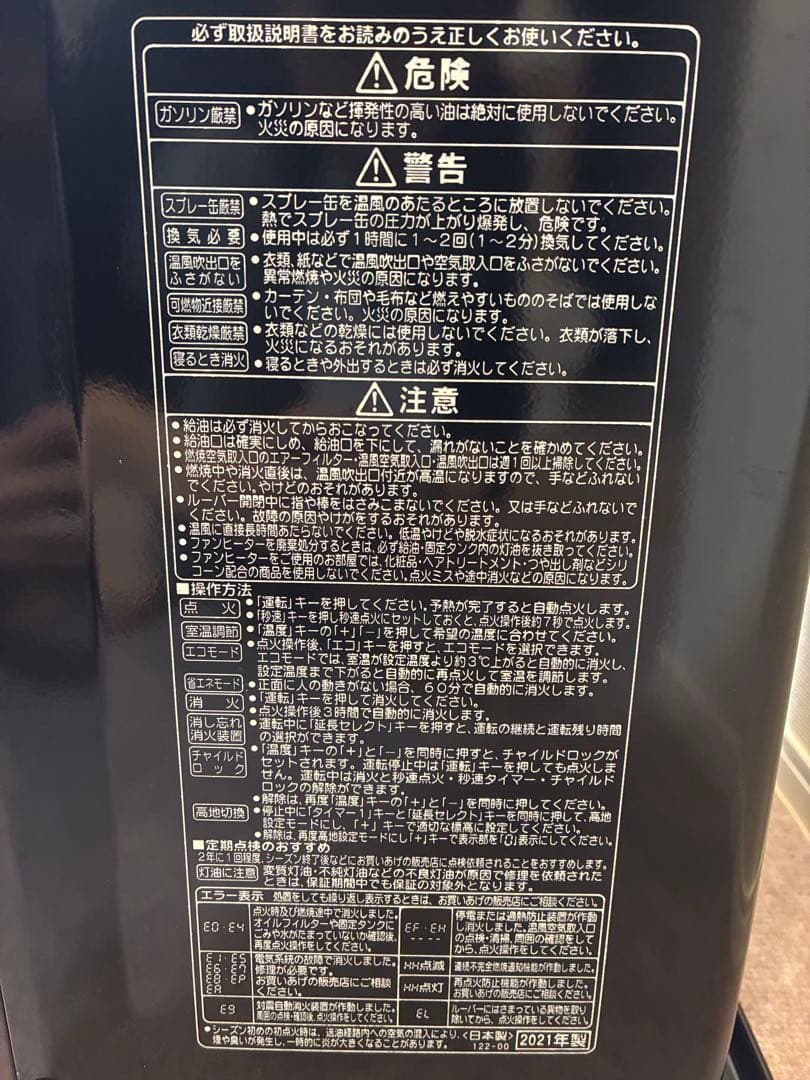 必ず取扱説明書をお読みのうえ正しくお使いください。
⚠危険
ガソリン厳禁 ●ガソリンなど揮発性の高い油は絶対に使用しないでください。
火災の原因になります。
⚠警告
スプレー缶厳禁 ●スプレー缶を温風のあたるところに放置しないでください。
熱でスプレー缶の圧力が上がり爆発し、危険です。
換気必要 ●使用中は必ず1時間に1～2回(1～2分)換気してください。
温風吹出口を
ふさがない
●衣類、紙などで温風吹出口や空気取入口をふさがないでください。
異常燃焼や火災の原因になります。
可燃物近接厳禁 ●カーテン・布団や毛布など燃えやすいもののそばでは使用しな
いでください。火災の原因になります。
衣類乾燥厳禁 ●衣類などの乾燥には使用しないでください。衣類が落下し、
火災になるおそれがあります。
寝るとき消火 ●寝るときや外出するときは必ず消火してください。
⚠注意
●給油は必ず消火してからおこなってください。
●給油口は確実にしめ、給油口を下にして、漏れがないことを確かめてください。
●燃焼空気取入口のエアーフィルター・温風空気取入口・温風吹出口は週1回以上掃除してください。
●燃焼中や消火直後は、温風吹出口付近が高温になりますので、手などふれない
でください。やけどのおそれがあります。
●ルーバー開閉中に指や棒をはさみこまないでください。又は手などふれないで
ください。故障の原因やけがをするおそれがあります。
●温風に直接長時間あたらないでください。低温やけどや脱水症状になるおそれがあります。
●ファンヒーターを廃棄処分するときは、必ず給油・固定タンク内の灯油を抜き取ってください。
●ファンヒーターをご使用のお部屋では、化粧品・ヘアトリートメント・つや出し剤などシリ
コーン配合の商品を使用しないでください。点火ミスや途中消火などの原因になります。
■操作方法
点火 ●「運転」キーを押してください。予熱が完了すると自動点火します。
●「秒速」キーを押し秒速点火にセットしておくと、点火操作後約7秒で点火します。
室温調節 ●「温度」キーの「+」「−」を押して希望の温度に合わせてください。
エコモード ●点火操作後、「エコ」キーを押すと、エコモードを選択できます。
エコモードでは、室温が設定温度より約3℃上がると自動的に消火し、
設定温度まで下がると自動的に再点火して室温を調節します。
省エネモード ●正面に人の動きがない場合、60分で自動的に消火します。
消火 ●「運転」キーを押して消火してください。
消し忘れ
消火装置
●点火操作後3時間で自動的に消火します。
●運転中に「延長セレクト」キーを押すと、運転の継続と運転残り時間
の選択ができます。
チャイルド
ロック
●「温度」キーの「+」と「−」を同時に押すと、チャイルドロックが
セットされます。運転停止中は「運転」キーを押しても点火しま
せん。運転中は消火と秒速点火・秒速タイマー・チャイルド
ロックの解除ができます。
●解除は、再度「温度」キーの「+」と「−」を同時に押してください。
高地切換 ●停止中に「タイマー1」キーと「延長セレクト」キーを同時に押して、高地
設定モードにし、「+」キーで適切な標高に設定してください。
●解除は、再度高地設定モードにし「+」キーで表示部を「0」表示にしてください。
■定期点検のおすすめ
2年に1回程度、シーズン終了後などにお買いあげの販売店に点検依頼されることをおすすめします。
灯油に注意 変質灯油・不純灯油などの不良灯油が原因で修理を依頼された
ときは、保証期間中でも保証の対象外となります。
エラー表示 処置をしても繰り返し表示するときは、お買いあげの販売店にご相談ください。
E0・E4 点火時及び燃焼途中で消火しました。
オイルフィルターや固定タンクに
ごみや水がたまっていないか確認後、
再度点火操作をしてください。
E1・E5
E6・E7
E8・EP
EA
電気系統の故障で消火しました。
修理が必要です。
お買いあげの販売店にご相談
ください。
E9 対震自動消火装置が作動しました。
周囲の点検・確認後、点火操作をしてください。
EF・EH
----
停電または過熱防止装置が作動
し消火しました。温風空気取入口
の点検・清掃、周囲の確認をして
から、点火操作をしてください。
HH点滅 連続不完全燃焼通知機能が作動しました。
HH点灯 再点火防止機能が作動しました。
お買いあげの販売店にご相談ください。
EL ルーバーにはさまっている異物を取り
除いてから、点火操作をしてください。
●シーズン初めの初点火時は、送油経路内への空気の混入により、
煙や臭いが発生し、一時的に炎が大きくなることがあります。
<日本製>
122-00
2021年製